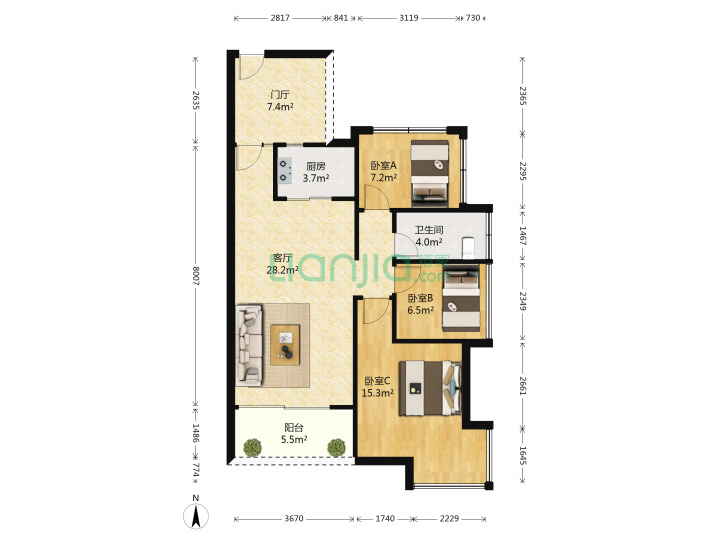 2817 841 3119 730
2635
8007
1486
774
2365
2295
1467
2349
2661
1645
门厅
7.4m²
厨房
3.7m²
卧室A
7.2m²
卫生间
4.0m²
客厅
28.2m²
lianjia 链家
.com
卧室B
6.5m²
卧室C
15.3m²
阳台
5.5m²
N
3670 1740 2229